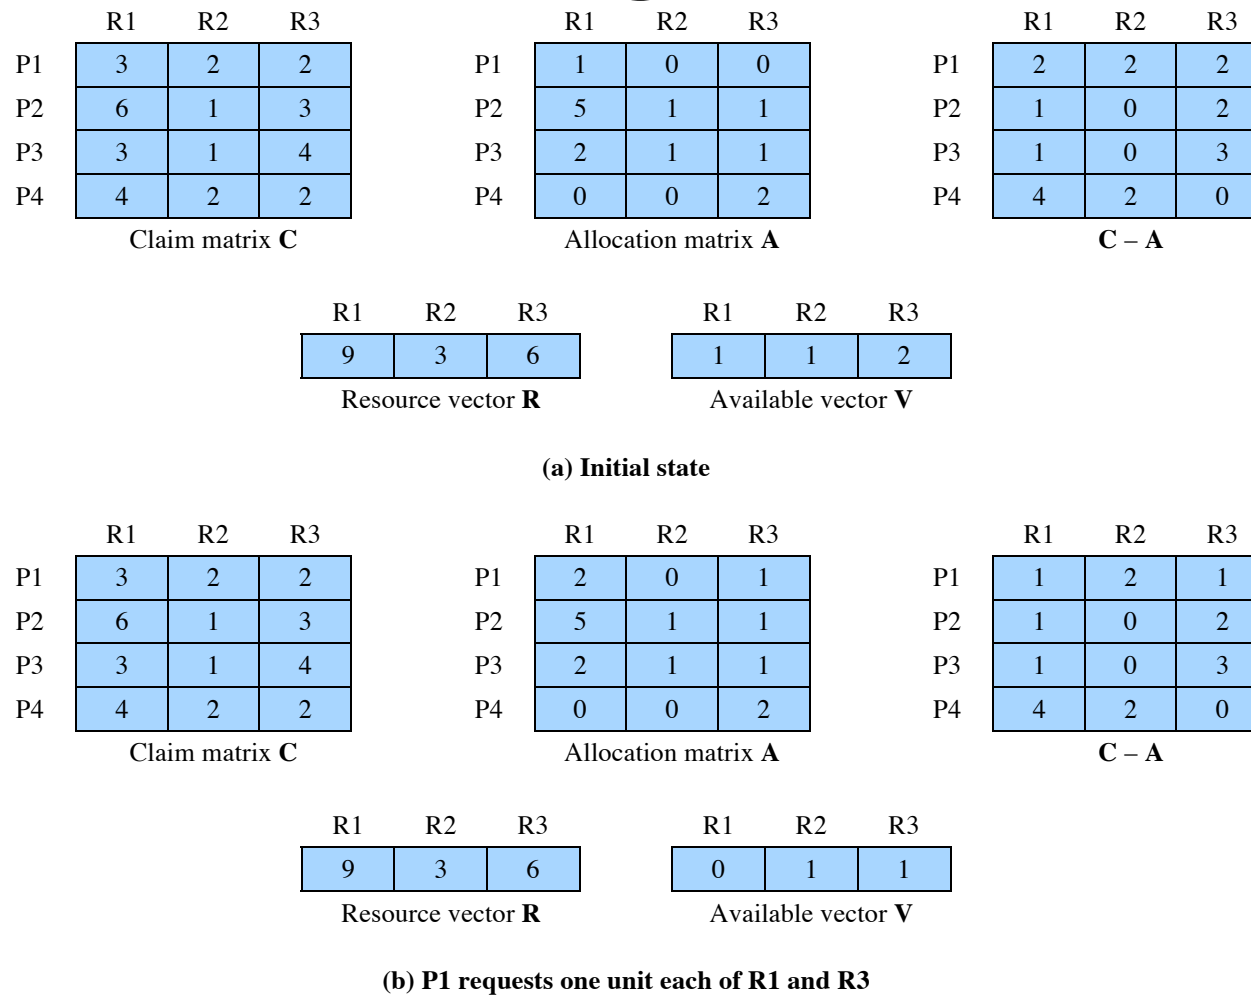 R1 R2 R3 R1 R2 R3 R1 R2 R3
P1 3 2 2 P1 1 0 0 P1 2 2 2
P2 6 1 3 P2 5 1 1 P2 1 0 2
P3 3 1 4 P3 2 1 1 P3 1 0 3
P4 4 2 2 P4 0 0 2 P4 4 2 0
Claim matrix C Allocation matrix A C – A
R1 R2 R3 R1 R2 R3
9 3 6 1 1 2
Resource vector R Available vector V
(a) Initial state
R1 R2 R3 R1 R2 R3 R1 R2 R3
P1 3 2 2 P1 2 0 1 P1 1 2 1
P2 6 1 3 P2 5 1 1 P2 1 0 2
P3 3 1 4 P3 2 1 1 P3 1 0 3
P4 4 2 2 P4 0 0 2 P4 4 2 0
Claim matrix C Allocation matrix A C – A
R1 R2 R3 R1 R2 R3
9 3 6 0 1 1
Resource vector R Available vector V
(b) P1 requests one unit each of R1 and R3